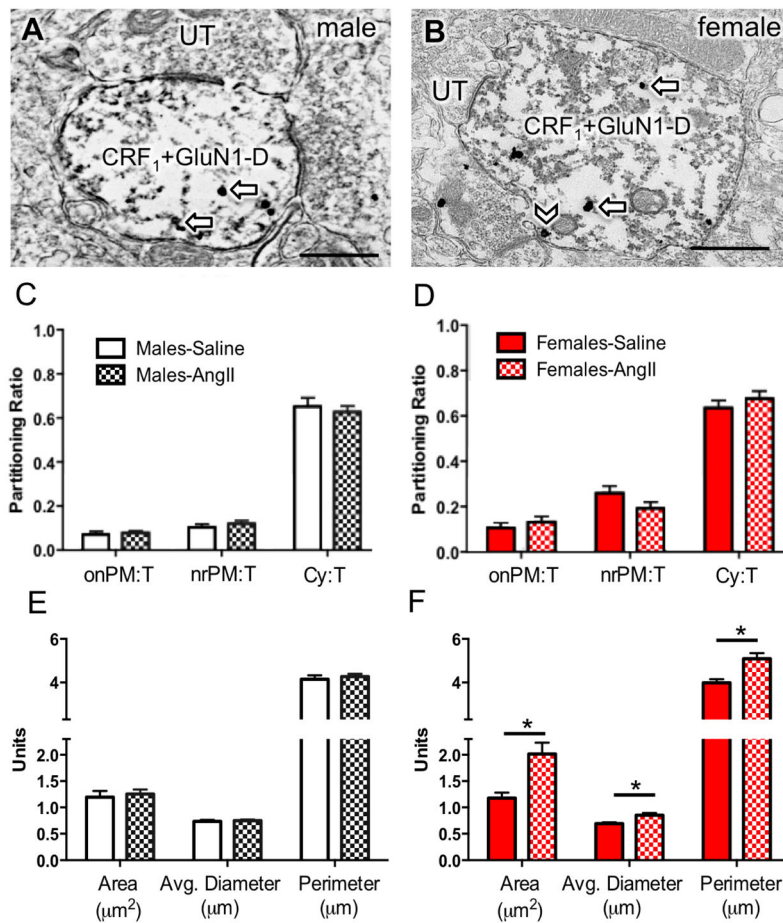 A
UT
male
CRF₁+GluN1-D
B
female
UT
CRF₁+GluN1-D
C
Partitioning Ratio
1.0
0.8
0.6
0.4
0.2
0.0
Males-Saline
Males-AngII
onPM:T nrPM:T Cy:T
D
Partitioning Ratio
1.0
0.8
0.6
0.4
0.2
0.0
Females-Saline
Females-AngII
onPM:T nrPM:T Cy:T
E
Units
6
4
2.0
1.5
1.0
0.5
0.0
Area Avg. Diameter Perimeter
(μm²) (μm) (μm)
F
Units
6
4
2.0
1.5
1.0
0.5
0.0
*
*
*
Area Avg. Diameter Perimeter
(μm²) (μm) (μm)